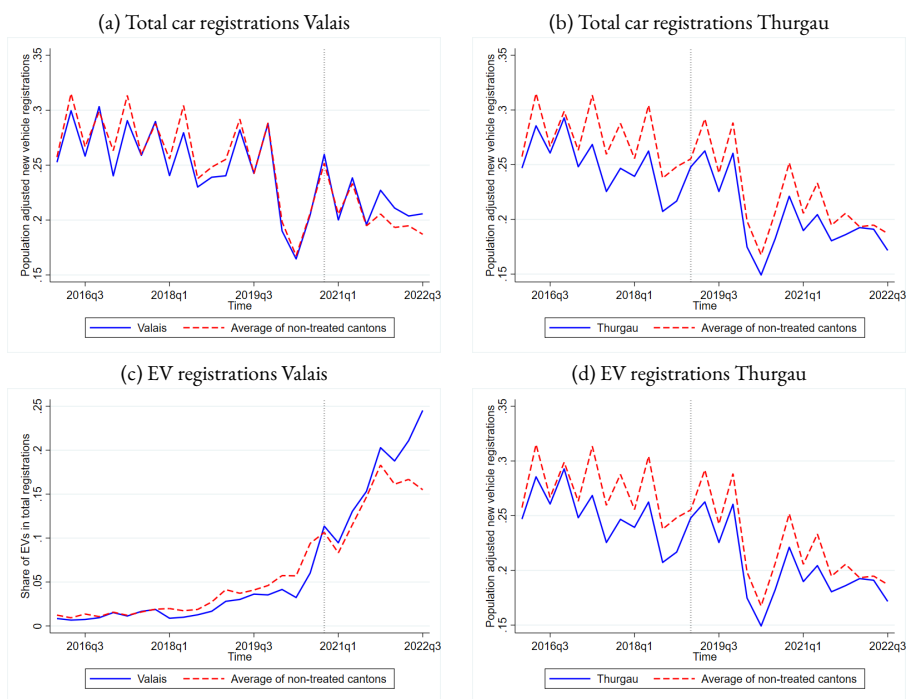 (a) Total car registrations Valais
Population adjusted new vehicle registrations
.35
.3
.25
.2
.15
2016q3 2018q1 2019q3 2021q1 2022q3
Time
Valais Average of non-treated cantons
(b) Total car registrations Thurgau
Population adjusted new vehicle registrations
.35
.3
.25
.2
.15
2016q3 2018q1 2019q3 2021q1 2022q3
Time
Thurgau Average of non-treated cantons
(c) EV registrations Valais
Share of EVs in total registrations
.25
.2
.15
.1
.05
0
2016q3 2018q1 2019q3 2021q1 2022q3
Time
Valais Average of non-treated cantons
(d) EV registrations Thurgau
Population adjusted new vehicle registrations
.35
.3
.25
.2
.15
2016q3 2018q1 2019q3 2021q1 2022q3
Time
Thurgau Average of non-treated cantons